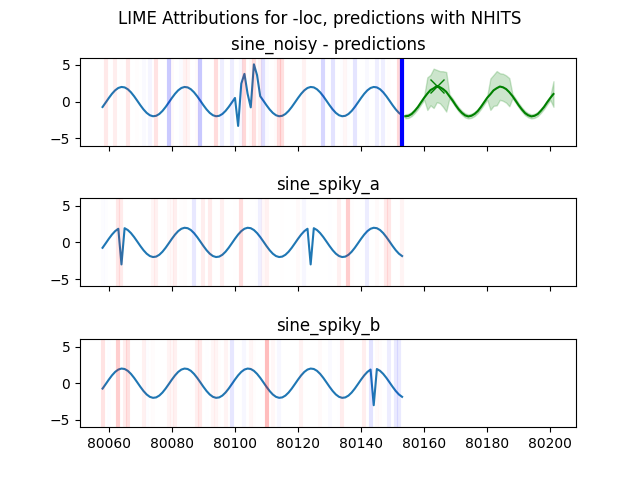 LIME Attributions for -loc, predictions with NHITS
sine_noisy - predictions
5
0
−5
sine_spiky_a
5
0
−5
sine_spiky_b
5
0
−5
80060 80080 80100 80120 80140 80160 80180 80200